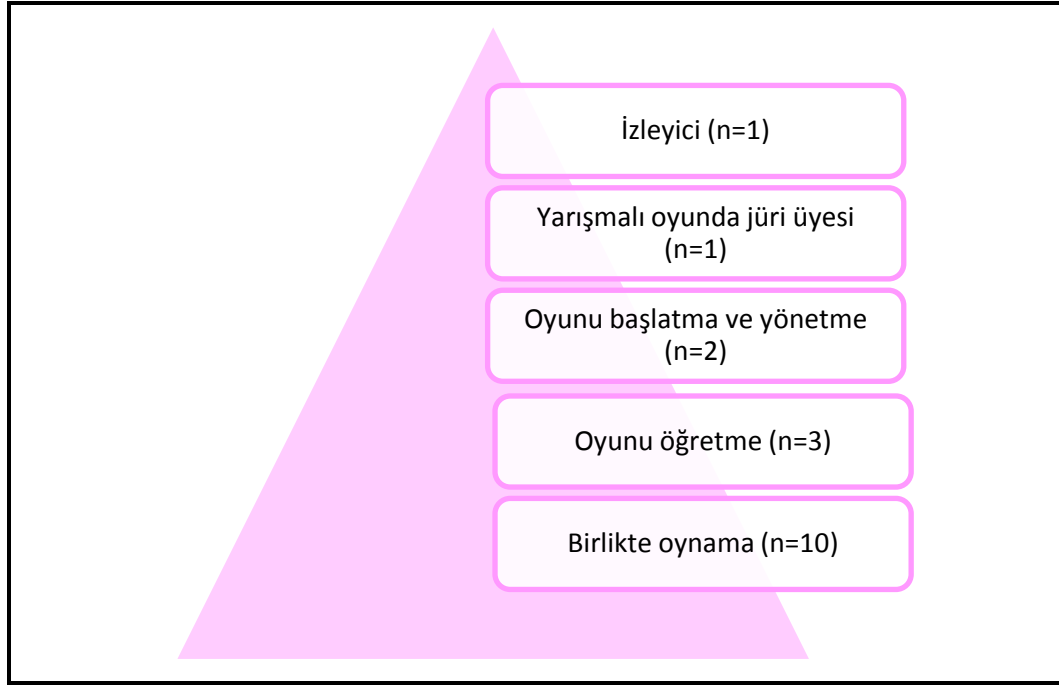 İzleyici (n=1)
Yarışmalı oyunda jüri üyesi
(n=1)
Oyunu başlatma ve yönetme
(n=2)
Oyunu öğretme (n=3)
Birlikte oynama (n=10)